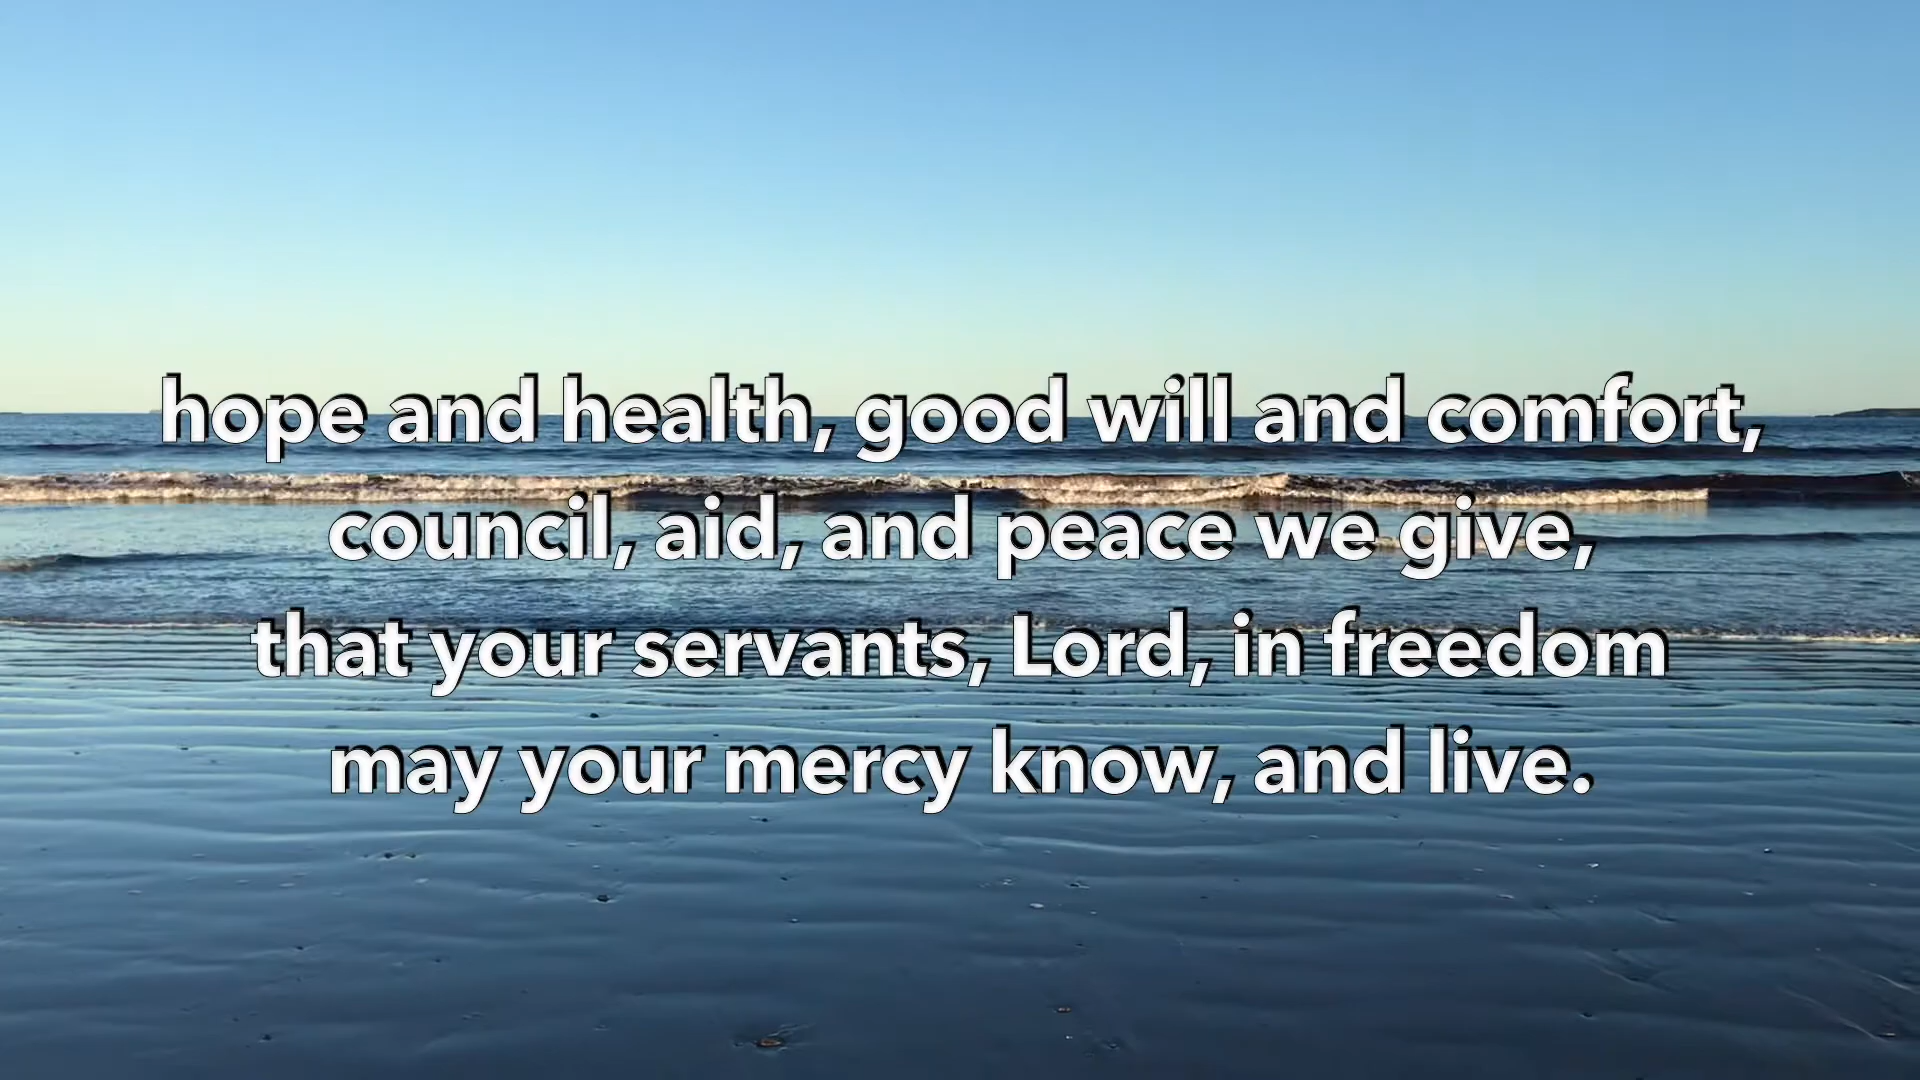 hope and health, good will and comfort,
council, aid, and peace we give,
that your servants, Lord, in freedom
may your mercy know, and live.